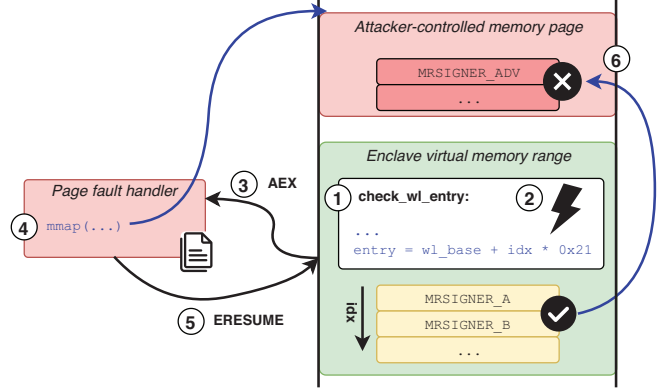 Attacker-controlled memory page
6
MRSIGNER_ADV
...
Enclave virtual memory range
Page fault handler
3 AEX
1 check_wl_entry:
2
4 mmap(...)
...
entry = wl_base + idx * 0x21
idx
MRSIGNER_A
MRSIGNER_B
...
5 ERESUME